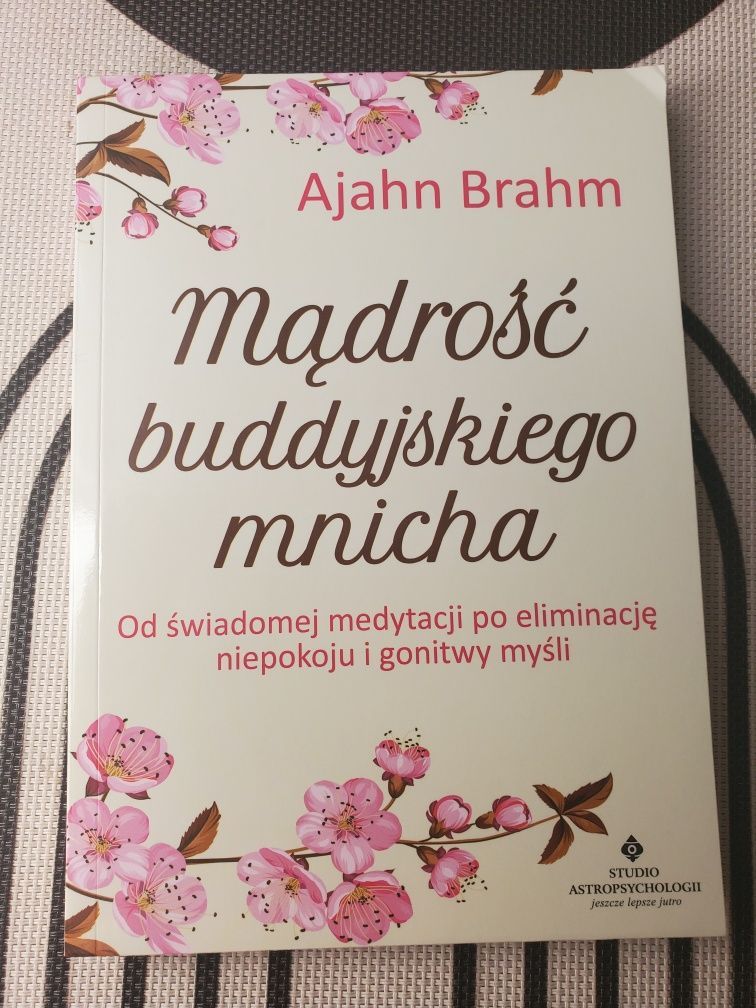 Ajahn Brahm
Mądrość
buddyjskiego
mnicha
Od świadomej medytacji po eliminację
niepokoju i gonitwy myśli
STUDIO
ASTROPSYCHOLOGII
jeszcze lepsze jutro